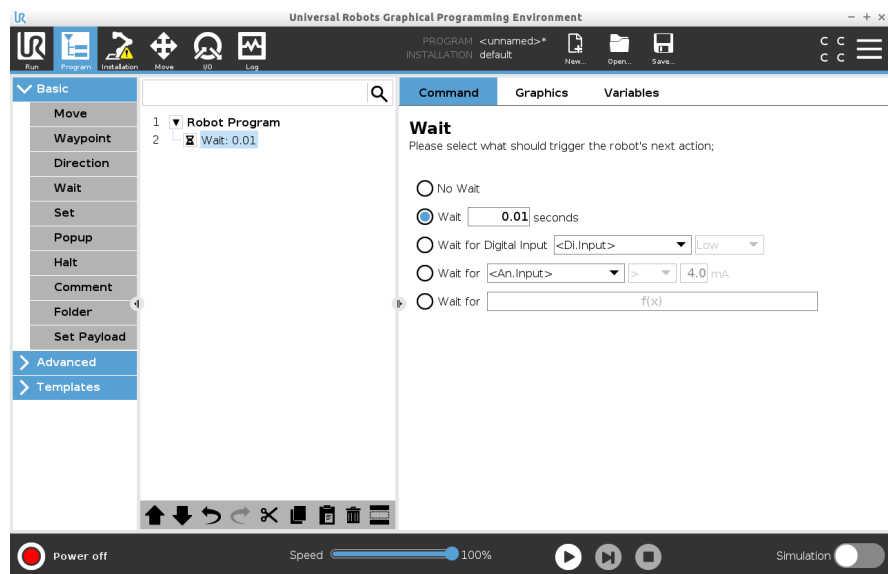 Universal Robots Graphical Programming Environment
UR
Run
Program
Installation
Move
I/O
Log
PROGRAM <unnamed>*
INSTALLATION default
New...
Open...
Save...
C C
C C
Basic
Move
Waypoint
Direction
Wait
Set
Popup
Halt
Comment
Folder
Set Payload
Advanced
Templates
1 Robot Program
2 Wait: 0.01
Command Graphics Variables
Wait
Please select what should trigger the robot's next action;
No Wait
Wait 0.01 seconds
Wait for Digital Input <Di.Input> Low
Wait for <An.Input> > 4.0 mA
Wait for f(x)
Power off
Speed 100%
Simulation